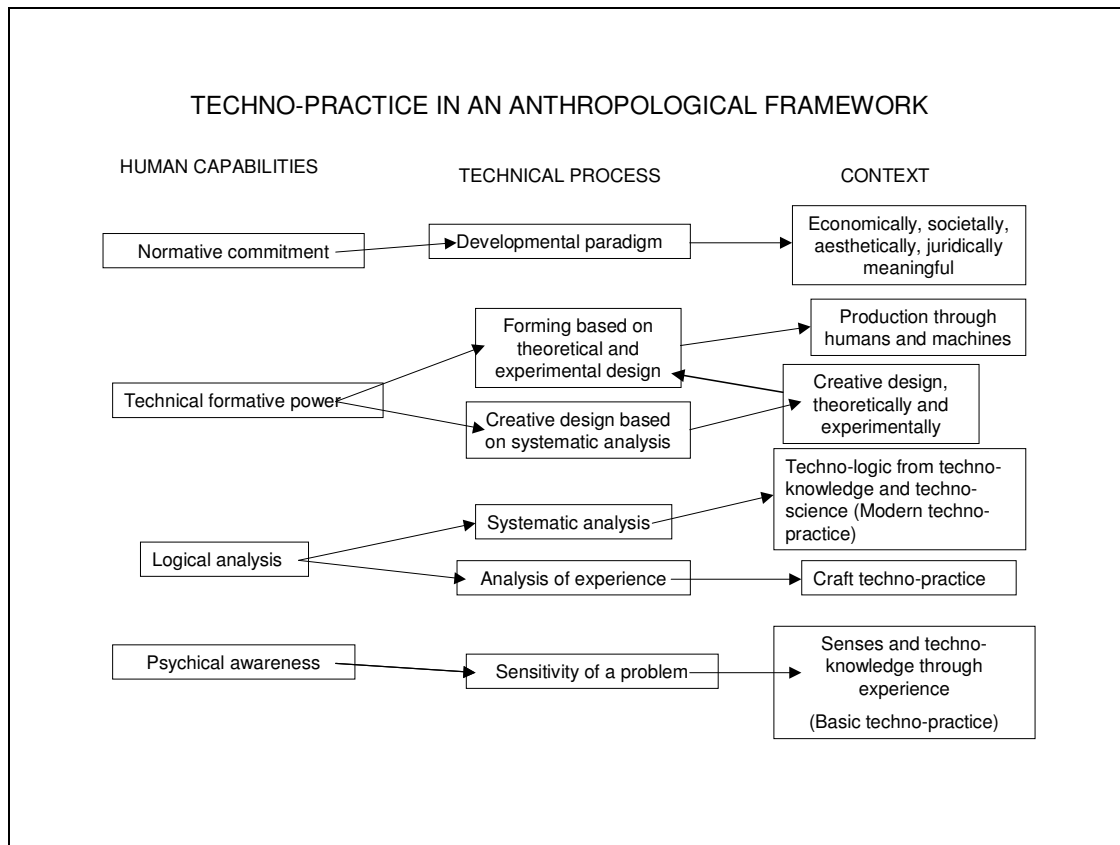 TECHNO-PRACTICE IN AN ANTHROPOLOGICAL FRAMEWORK
HUMAN CAPABILITIES
TECHNICAL PROCESS
CONTEXT
Normative commitment
Developmental paradigm
Economically, societally,
aesthetically, juridically
meaningful
Technical formative power
Forming based on
theoretical and
experimental design
Production through
humans and machines
Creative design based
on systematic analysis
Creative design,
theoretically and
experimentally
Logical analysis
Systematic analysis
Techno-logic from techno-
knowledge and techno-
science (Modern techno-
practice)
Analysis of experience
Craft techno-practice
Psychical awareness
Sensitivity of a problem
Senses and techno-
knowledge through
experience
(Basic techno-practice)